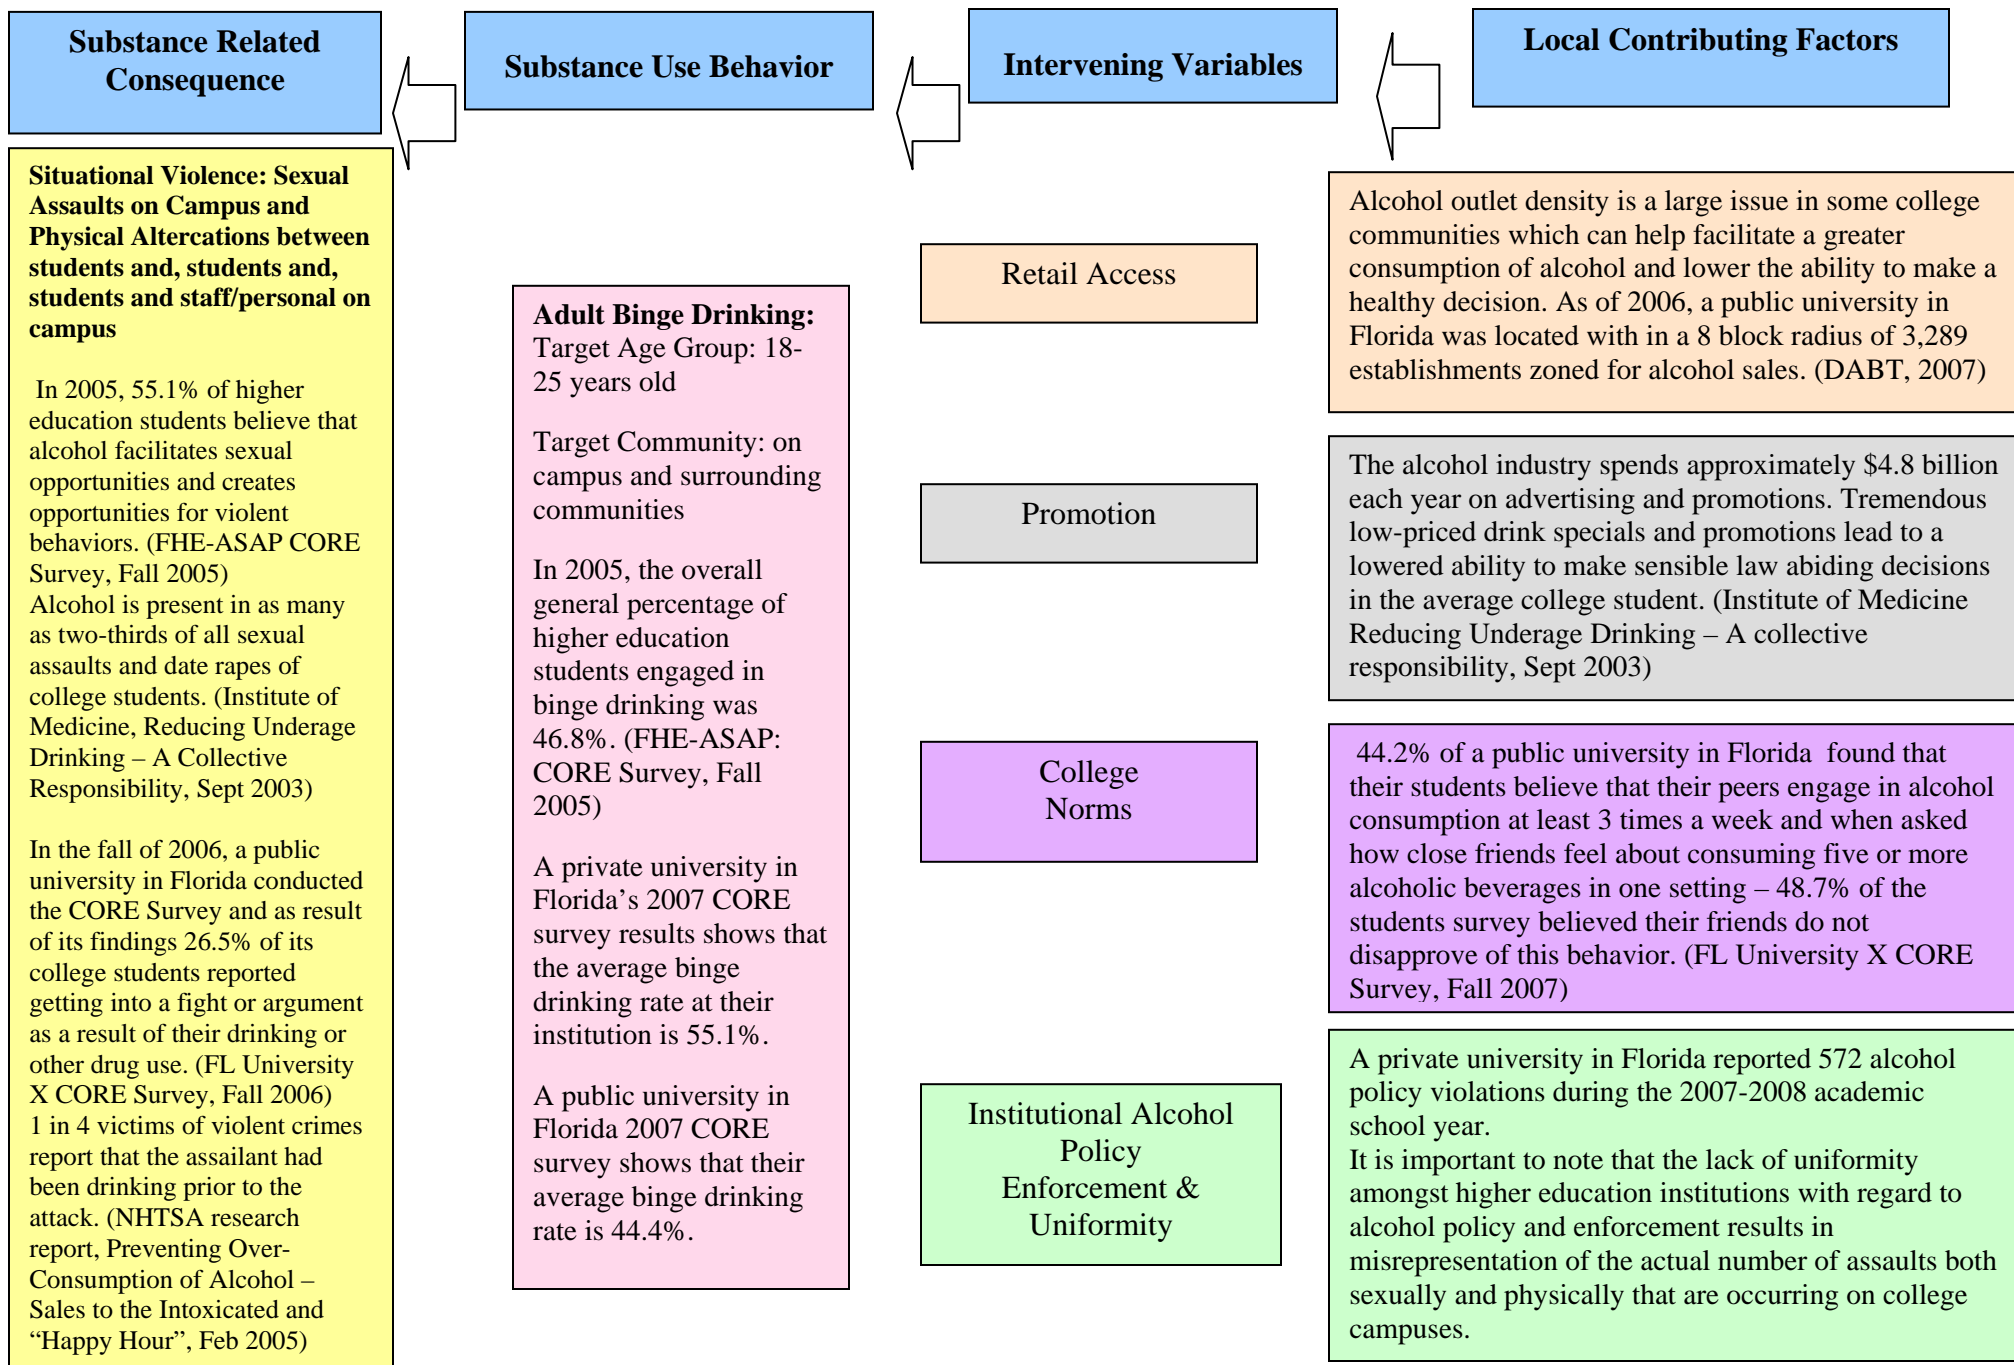 Substance Related
Consequence
Substance Use Behavior
Intervening Variables
Local Contributing Factors
Situational Violence: Sexual
Assaults on Campus and
Physical Altercations between
students and, students and,
students and staff/personal on
campus
In 2005, 55.1% of higher
education students believe that
alcohol facilitates sexual
opportunities and creates
opportunities for violent
behaviors. (FHE-ASAP CORE
Survey, Fall 2005)
Alcohol is present in as many
as two-thirds of all sexual
assaults and date rapes of
college students. (Institute of
Medicine, Reducing Underage
Drinking – A Collective
Responsibility, Sept 2003)
In the fall of 2006, a public
university in Florida conducted
the CORE Survey and as result
of its findings 26.5% of its
college students reported
getting into a fight or argument
as a result of their drinking or
other drug use. (FL University
X CORE Survey, Fall 2006)
1 in 4 victims of violent crimes
report that the assailant had
been drinking prior to the
attack. (NHTSA research
report, Preventing Over-
Consumption of Alcohol –
Sales to the Intoxicated and
“Happy Hour”, Feb 2005)
Adult Binge Drinking:
Target Age Group: 18-
25 years old
Target Community: on
campus and surrounding
communities
In 2005, the overall
general percentage of
higher education
students engaged in
binge drinking was
46.8%. (FHE-ASAP:
CORE Survey, Fall
2005)
A private university in
Florida’s 2007 CORE
survey results shows that
the average binge
drinking rate at their
institution is 55.1%.
A public university in
Florida 2007 CORE
survey shows that their
average binge drinking
rate is 44.4%.
Retail Access
Promotion
College
Norms
Institutional Alcohol
Policy
Enforcement &
Uniformity
Alcohol outlet density is a large issue in some college
communities which can help facilitate a greater
consumption of alcohol and lower the ability to make a
healthy decision. As of 2006, a public university in
Florida was located with in a 8 block radius of 3,289
establishments zoned for alcohol sales. (DABT, 2007)
The alcohol industry spends approximately $4.8 billion
each year on advertising and promotions. Tremendous
low-priced drink specials and promotions lead to a
lowered ability to make sensible law abiding decisions
in the average college student. (Institute of Medicine
Reducing Underage Drinking – A collective
responsibility, Sept 2003)
44.2% of a public university in Florida found that
their students believe that their peers engage in alcohol
consumption at least 3 times a week and when asked
how close friends feel about consuming five or more
alcoholic beverages in one setting – 48.7% of the
students survey believed their friends do not
disapprove of this behavior. (FL University X CORE
Survey, Fall 2007)
A private university in Florida reported 572 alcohol
policy violations during the 2007-2008 academic
school year.
It is important to note that the lack of uniformity
amongst higher education institutions with regard to
alcohol policy and enforcement results in
misrepresentation of the actual number of assaults both
sexually and physically that are occurring on college
campuses.